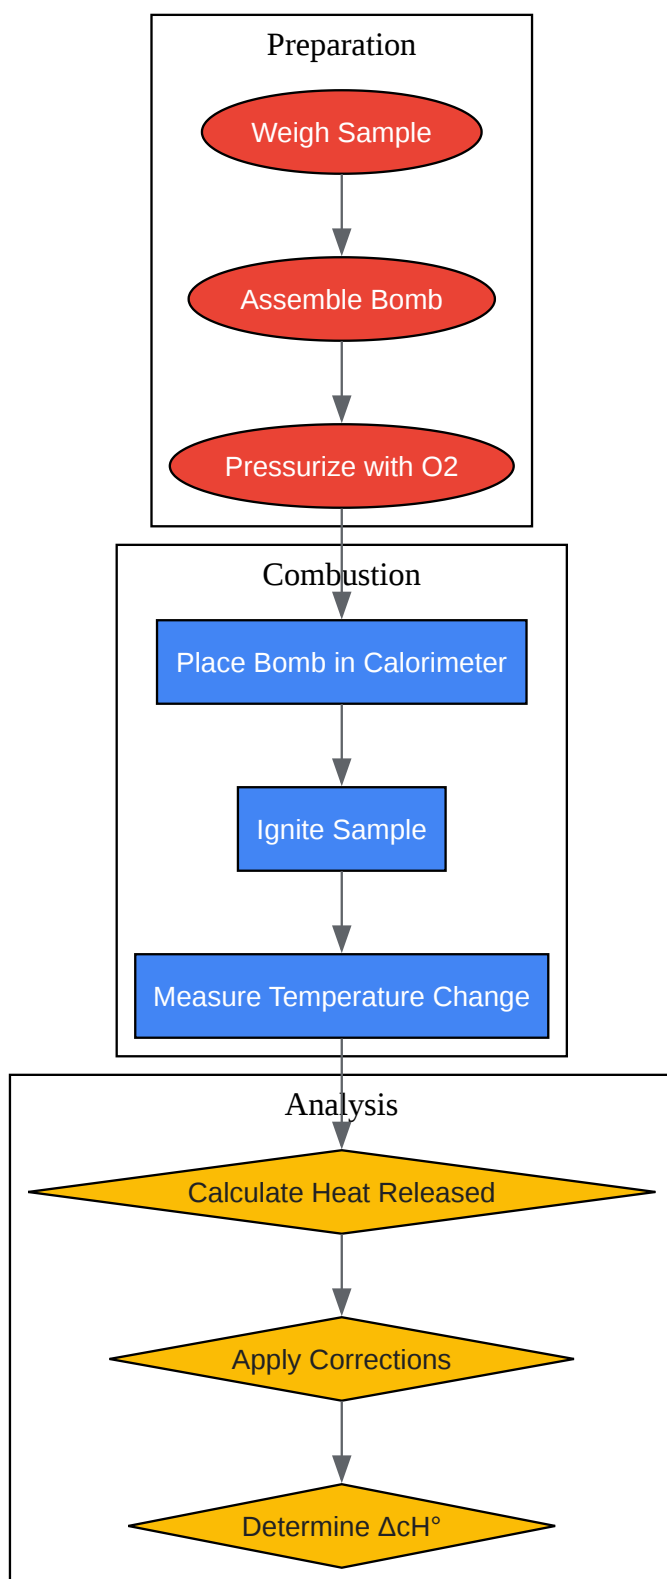 Preparation
Weigh Sample
Assemble Bomb
Pressurize with O2
Combustion
Place Bomb in Calorimeter
Ignite Sample
Measure Temperature Change
Analysis
Calculate Heat Released
Apply Corrections
Determine ΔcH°